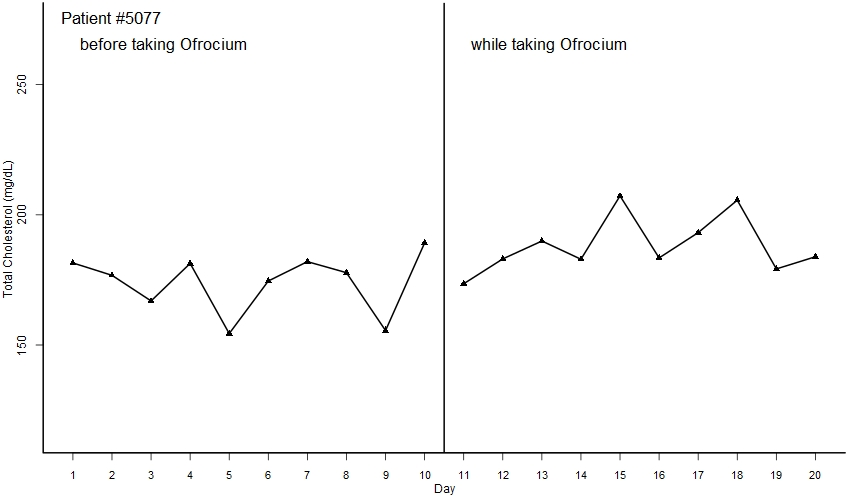 Patient #5077
before taking Ofrocium
while taking Ofrocium
Total Cholesterol (mg/dL)
250
200
150
1 2 3 4 5 6 7 8 9 10 11 12 13 14 15 16 17 18 19 20
Day